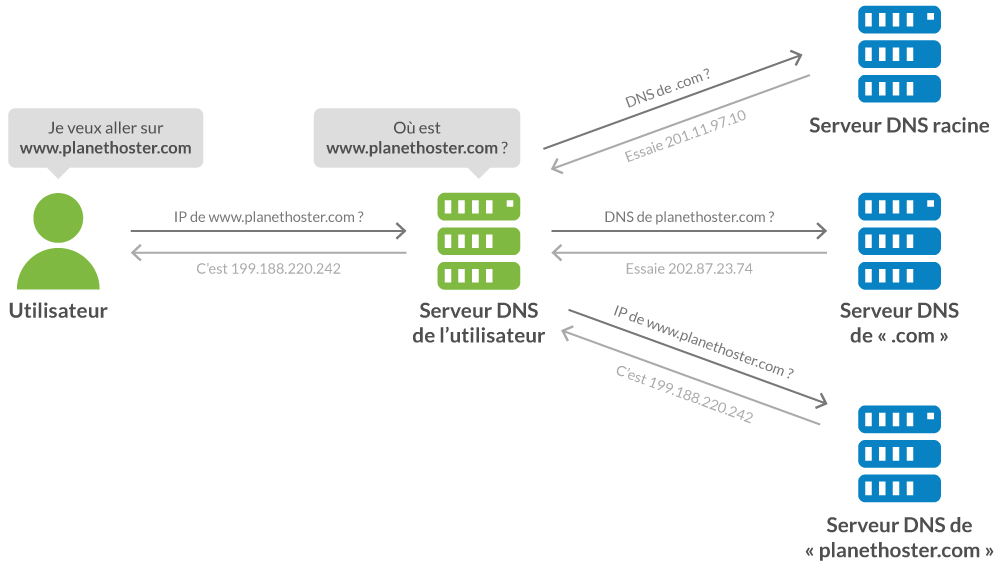 Je veux aller sur
www.planethoster.com
Utilisateur
IP de www.planethoster.com ?
C'est 199.188.220.242
Où est
www.planethoster.com ?
Serveur DNS
de l'utilisateur
DNS de .com ?
Essaie 201.11.97.10
Serveur DNS racine
DNS de planethoster.com ?
Essaie 202.87.23.74
Serveur DNS
de « .com »
IP de www.planethoster.com ?
C'est 199.188.220.242
Serveur DNS de
« planethoster.com »